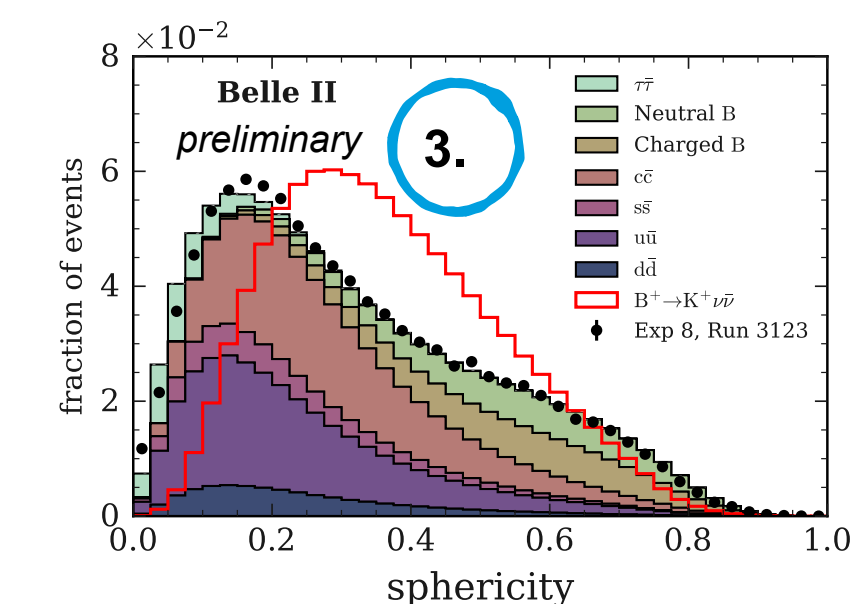 ×10⁻²
8
6
4
2
0
fraction of events
Belle II
preliminary
3.
ττ̄
Neutral B
Charged B
cc̄
ss̄
uū
dd̄
B⁺→K⁺νν̄
Exp 8, Run 3123
0.0 0.2 0.4 0.6 0.8 1.0
sphericity